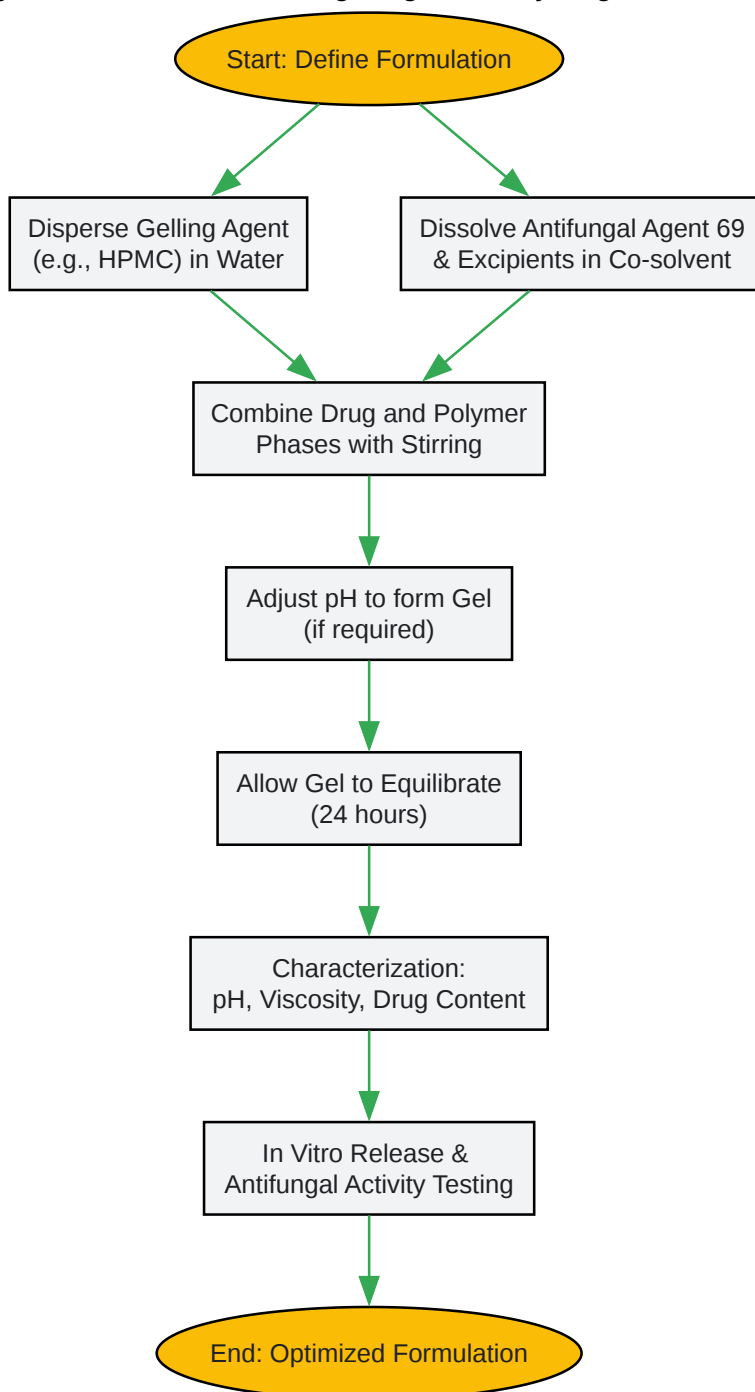 Start: Define Formulation
Disperse Gelling Agent
(e.g., HPMC) in Water
Dissolve Antifungal Agent 69
& Excipients in Co-solvent
Combine Drug and Polymer
Phases with Stirring
Adjust pH to form Gel
(if required)
Allow Gel to Equilibrate
(24 hours)
Characterization:
pH, Viscosity, Drug Content
In Vitro Release &
Antifungal Activity Testing
End: Optimized Formulation